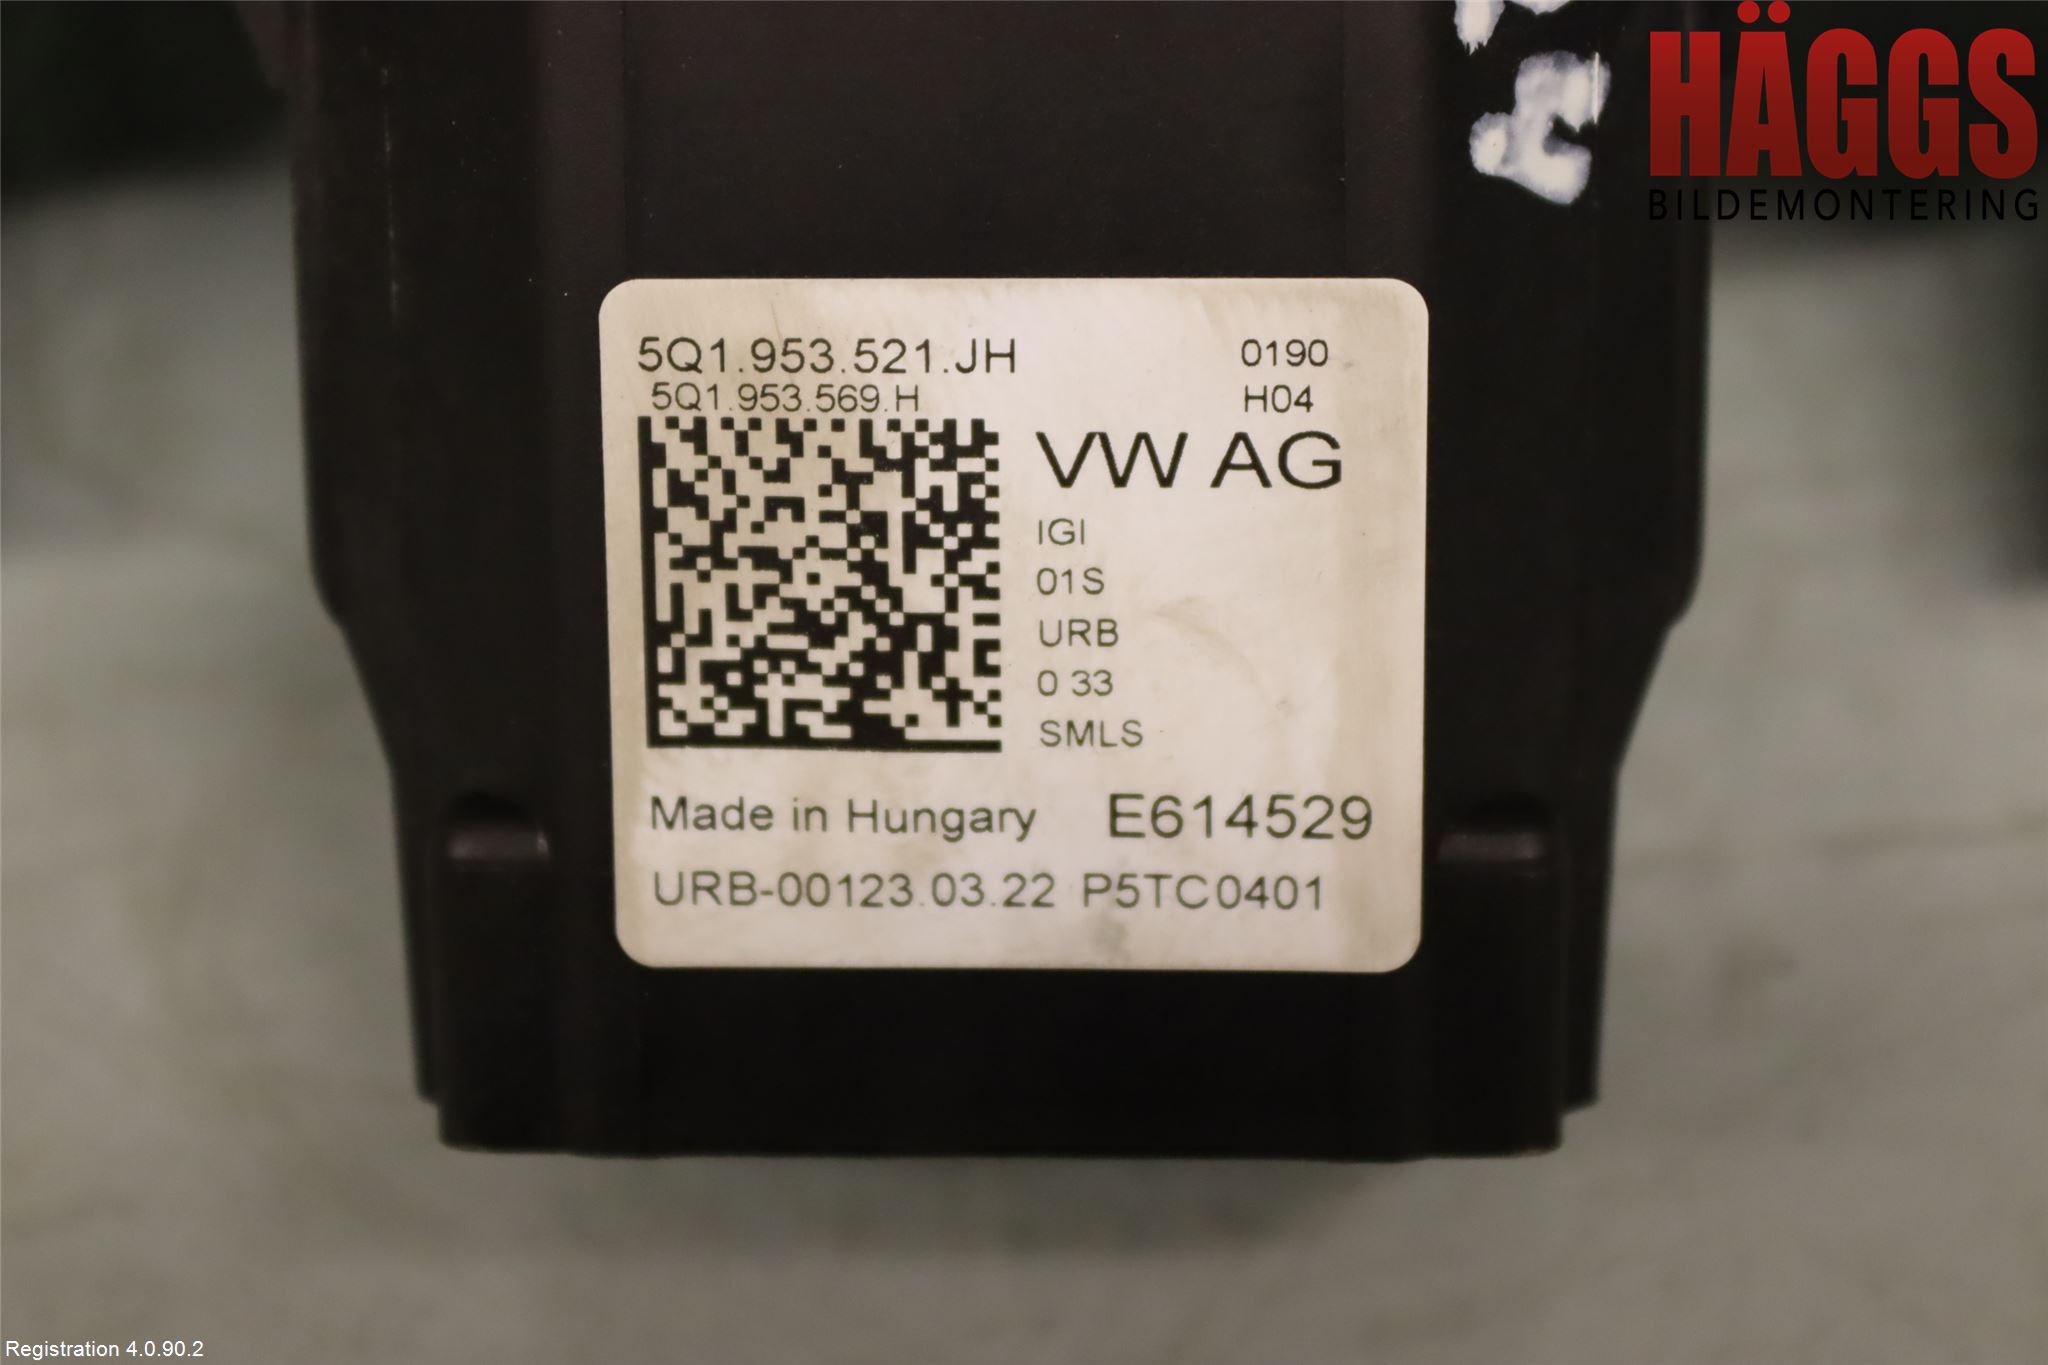 HÄGGS
BILDEMONTERING
5Q1.953.521.JH 0190
5Q1.953.569.H H04
VW AG
IGI
01S
URB
0 33
SMLS
Made in Hungary E614529
URB-00123.03.22 P5TC0401
Registration 4.0.90.2